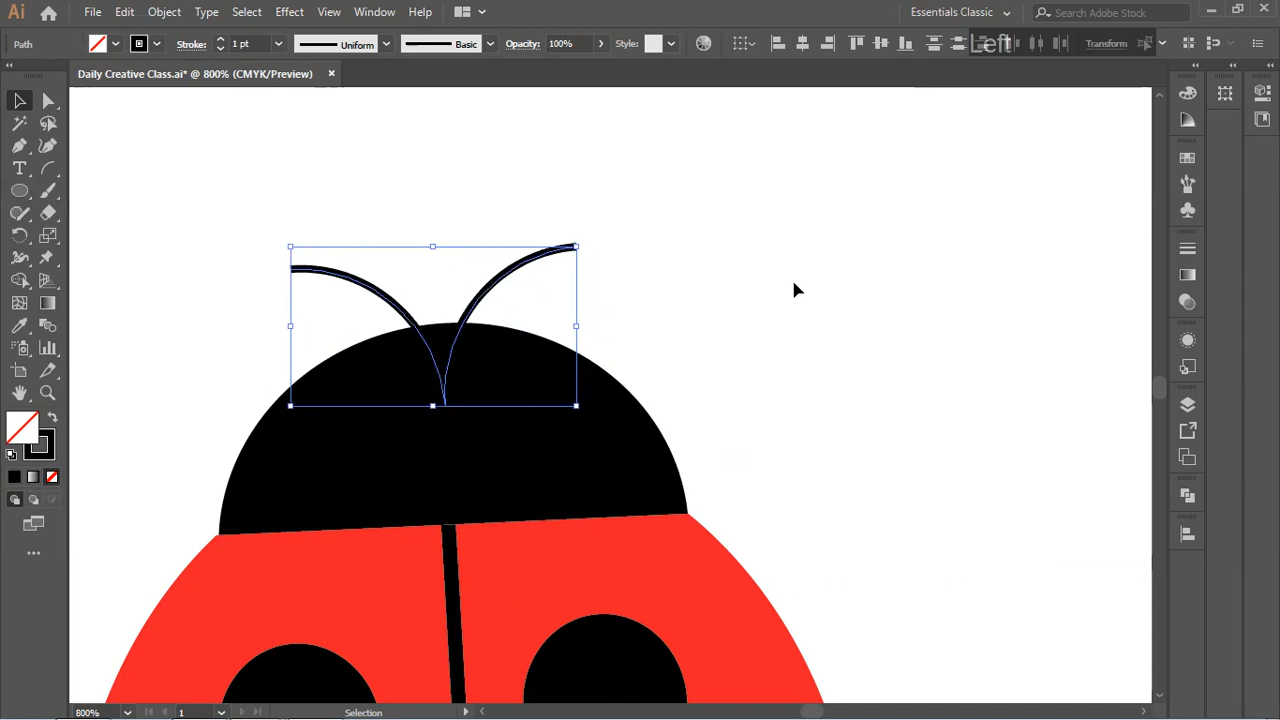 Ai File Edit Object Type Select Effect View Window Help Essentials Classic Search Adobe Stock
Path Stroke: 1 pt Uniform Basic Opacity: 100% Style: Left Transform
Daily Creative Class.ai* @ 800% (CMYK/Preview) ×
T
800% 1 Selection